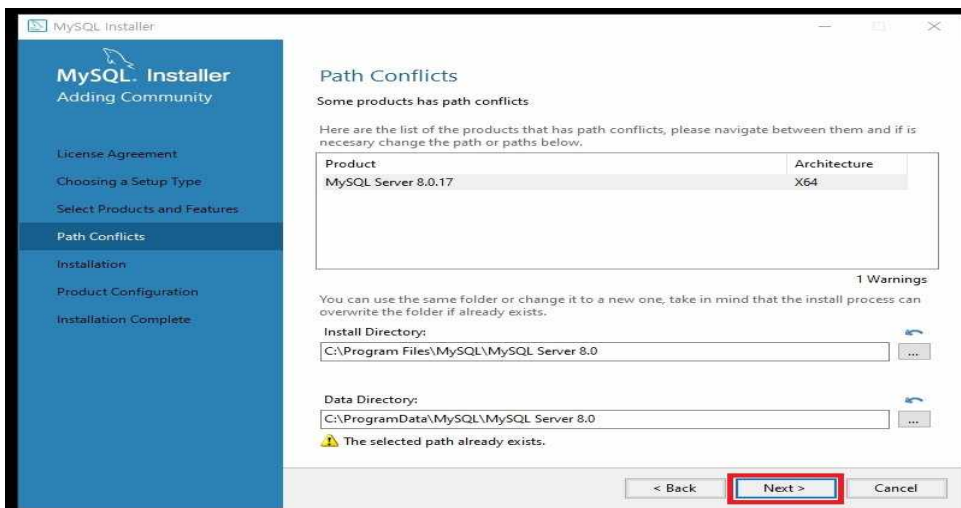 MySQL Installer
MySQL. Installer
Adding Community
License Agreement
Choosing a Setup Type
Select Products and Features
Path Conflicts
Installation
Product Configuration
Installation Complete
Path Conflicts
Some products has path conflicts
Here are the list of the products that has path conflicts, please navigate between them and if is
necesary change the path or paths below.
Product Architecture
MySQL Server 8.0.17 X64
1 Warnings
You can use the same folder or change it to a new one, take in mind that the install process can
overwrite the folder if already exists.
Install Directory:
C:\Program Files\MySQL\MySQL Server 8.0
...
Data Directory:
C:\ProgramData\MySQL\MySQL Server 8.0
...
The selected path already exists.
< Back Next > Cancel